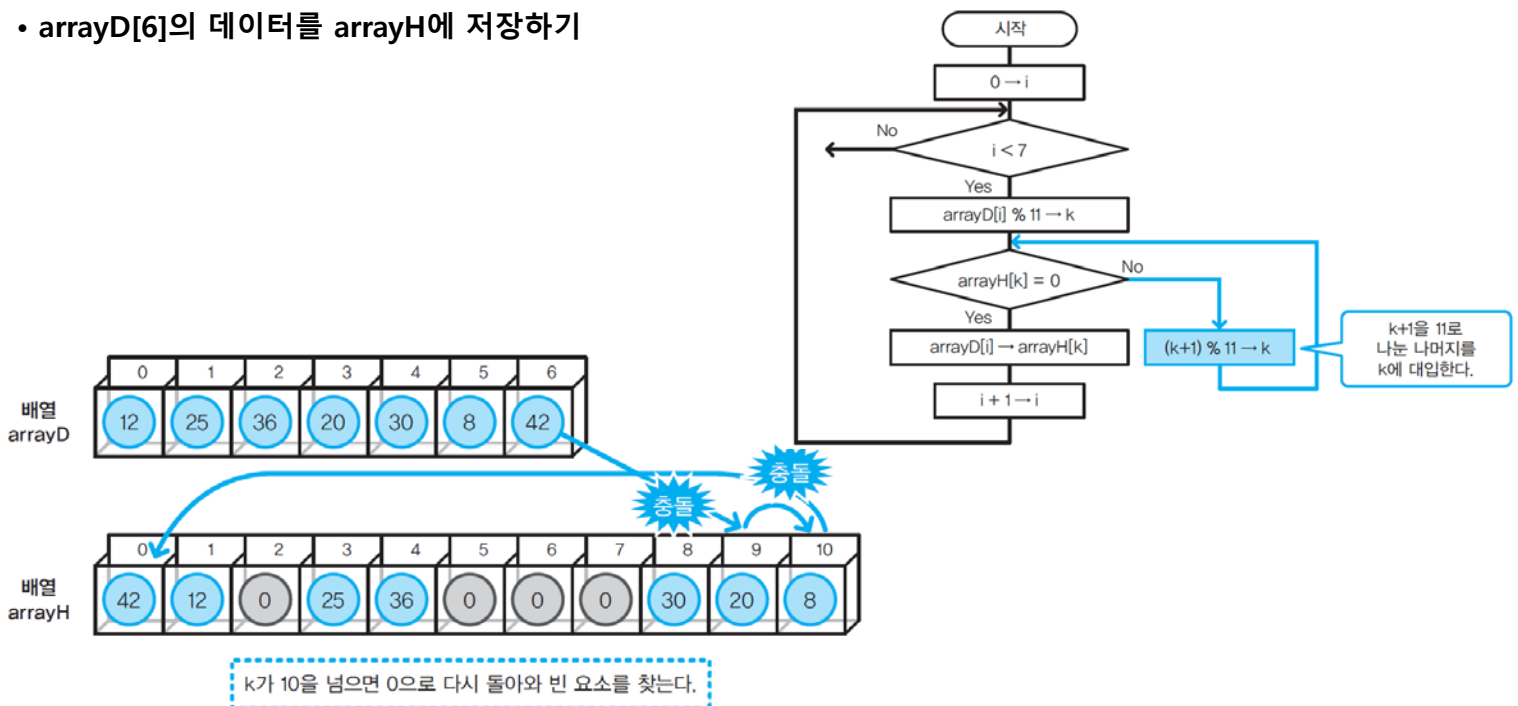 • arrayD[6]의 데이터를 arrayH에 저장하기
시작
0 → i
i < 7
No
Yes
arrayD[i] % 11 → k
arrayH[k] = 0
No
Yes
arrayD[i] → arrayH[k]
(k+1) % 11 → k
k+1을 11로
나눈 나머지를
k에 대입한다.
i + 1 → i
0 1 2 3 4 5 6
배열
arrayD
12 25 36 20 30 8 42
충돌
충돌
0 1 2 3 4 5 6 7 8 9 10
배열
arrayH
42 12 0 25 36 0 0 0 30 20 8
k가 10을 넘으면 0으로 다시 돌아와 빈 요소를 찾는다.